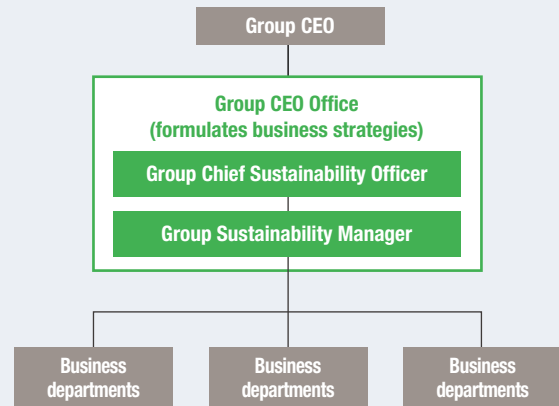 Group CEO
Group CEO Office
(formulates business strategies)
Group Chief Sustainability Officer
Group Sustainability Manager
Business
departments
Business
departments
Business
departments